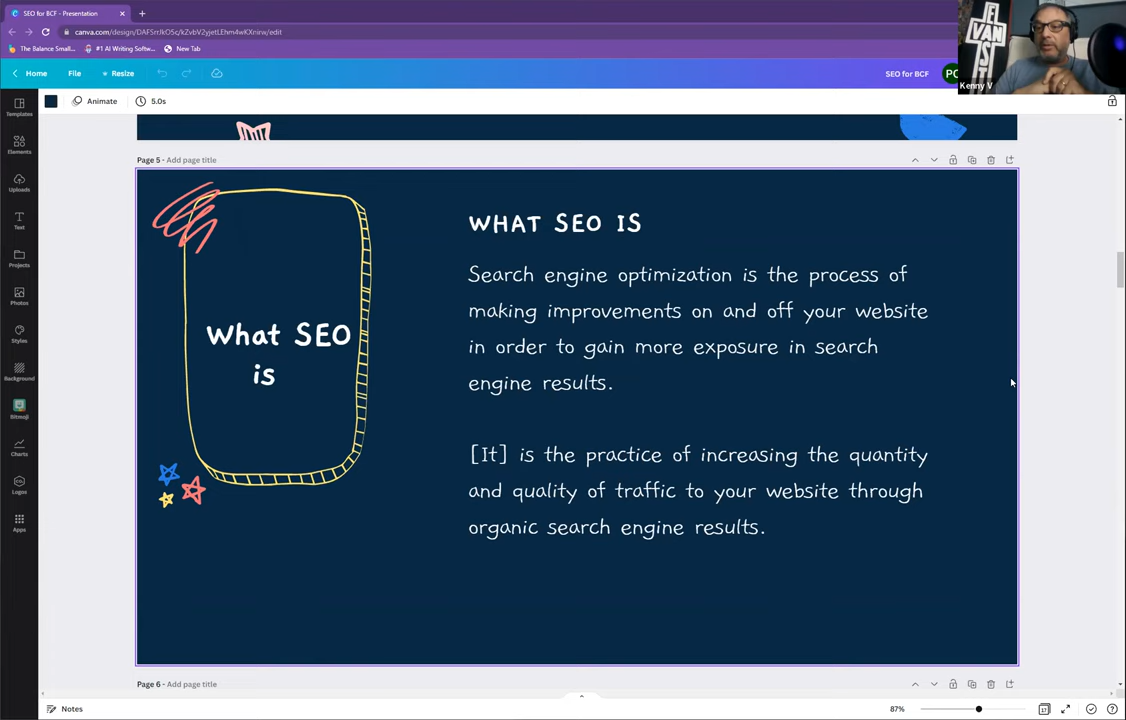 SEO for BCF - Presentation
canva.com/design/
The Balance Small...
#1 AI Writing Softw...
New Tab
Home
File
Resize
SEO for BCF
Animate
5.0s
EL
VAN
IST
Kenny V
Templates
Elements
Uploads
Text
Projects
Photos
Styles
Background
Bitmoji
Charts
Logos
Apps
Page 5 - Add page title
What SEO
is
WHAT SEO IS
Search engine optimization is the process of
making improvements on and off your website
in order to gain more exposure in search
engine results.
[It] is the practice of increasing the quantity
and quality of traffic to your website through
organic search engine results.
Page 6 - Add page title
Notes
87%
17